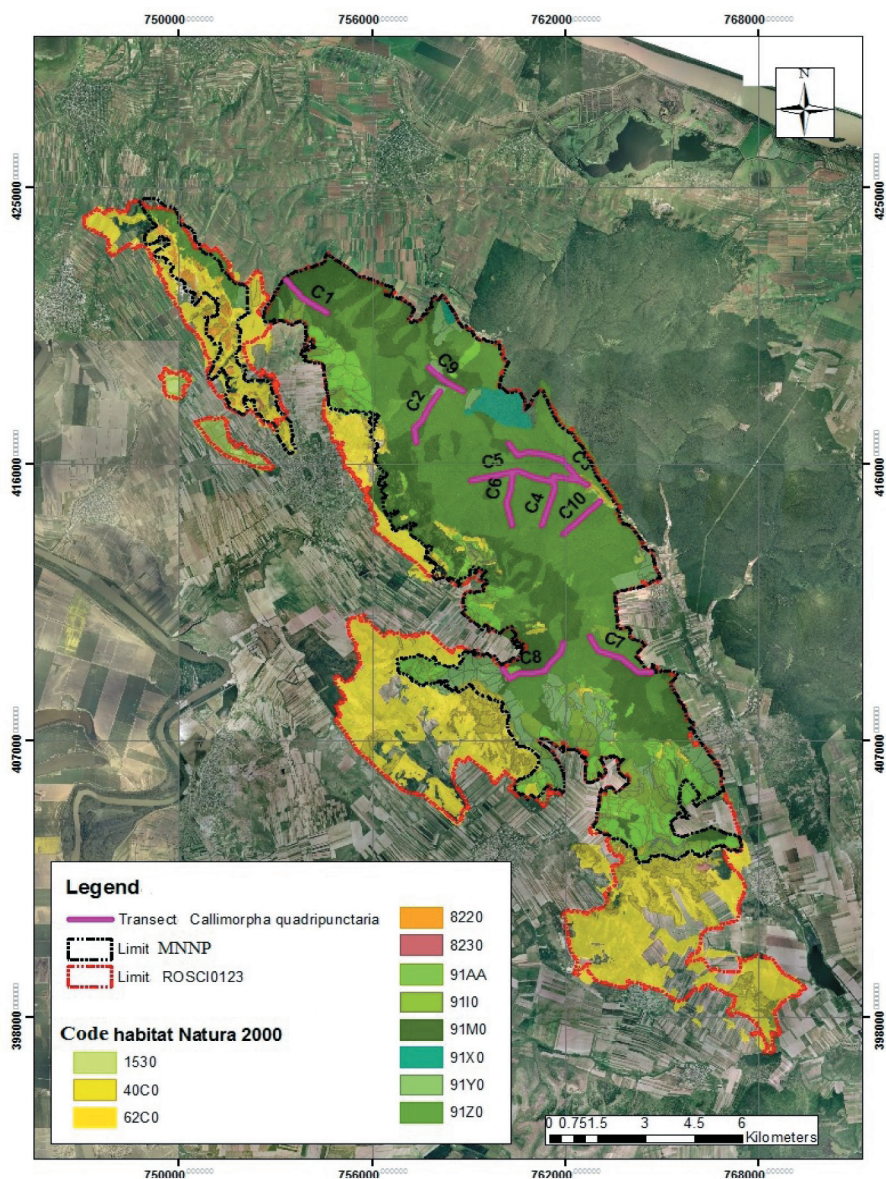 750000 756000 762000 768000
N
425000 425000
C1
C9
C2
416000 416000
C5
C3
C6
C4
C10
C7
C8
407000 407000
Legend
Transect Callimorpha quadripunctaria
Limit MNNP
Limit ROSCI0123
Code habitat Natura 2000
1530
40C0
62C0
8220
8230
91AA
91I0
91M0
91X0
91Y0
91Z0
398000 398000
0 0.751.5 3 4.5 6
Kilometers
750000 756000 762000 768000